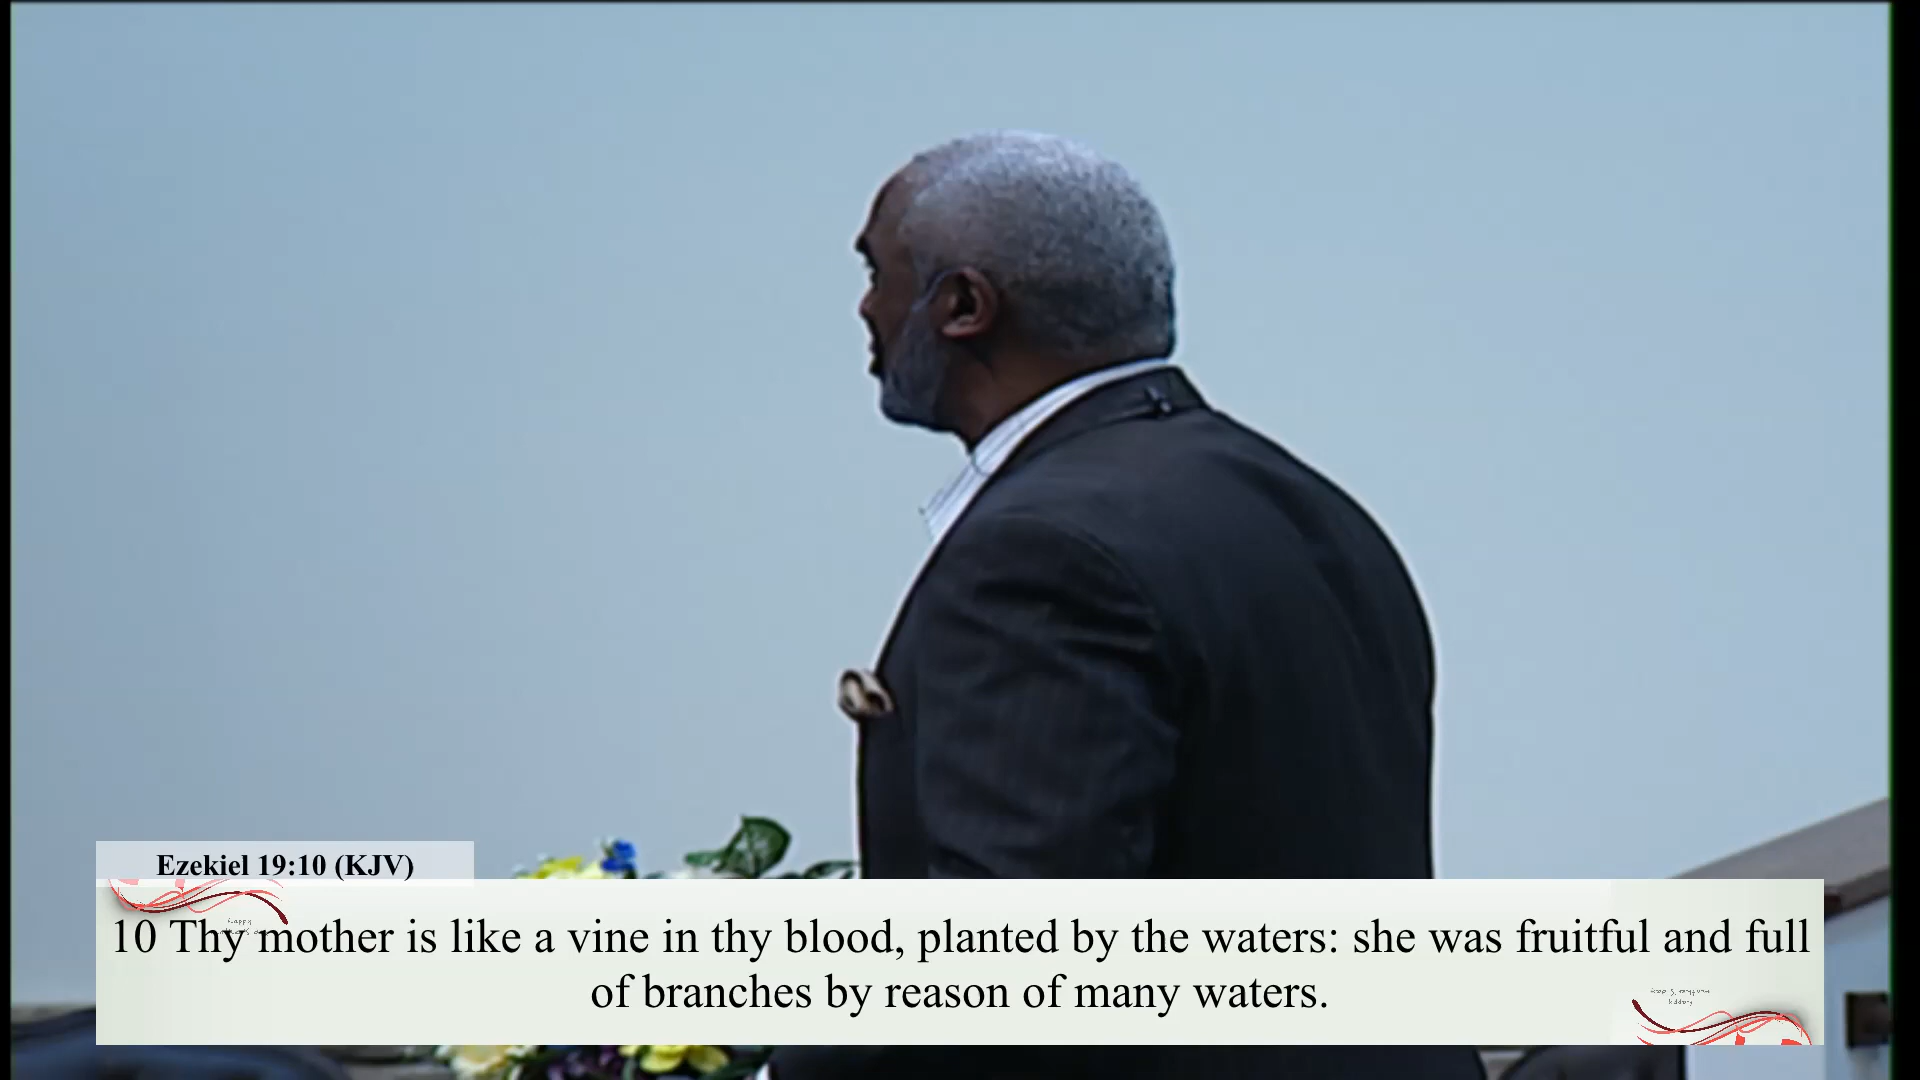 Ezekiel 19:10 (KJV)
10 Thy mother is like a vine in thy blood, planted by the waters: she was fruitful and full
of branches by reason of many waters.